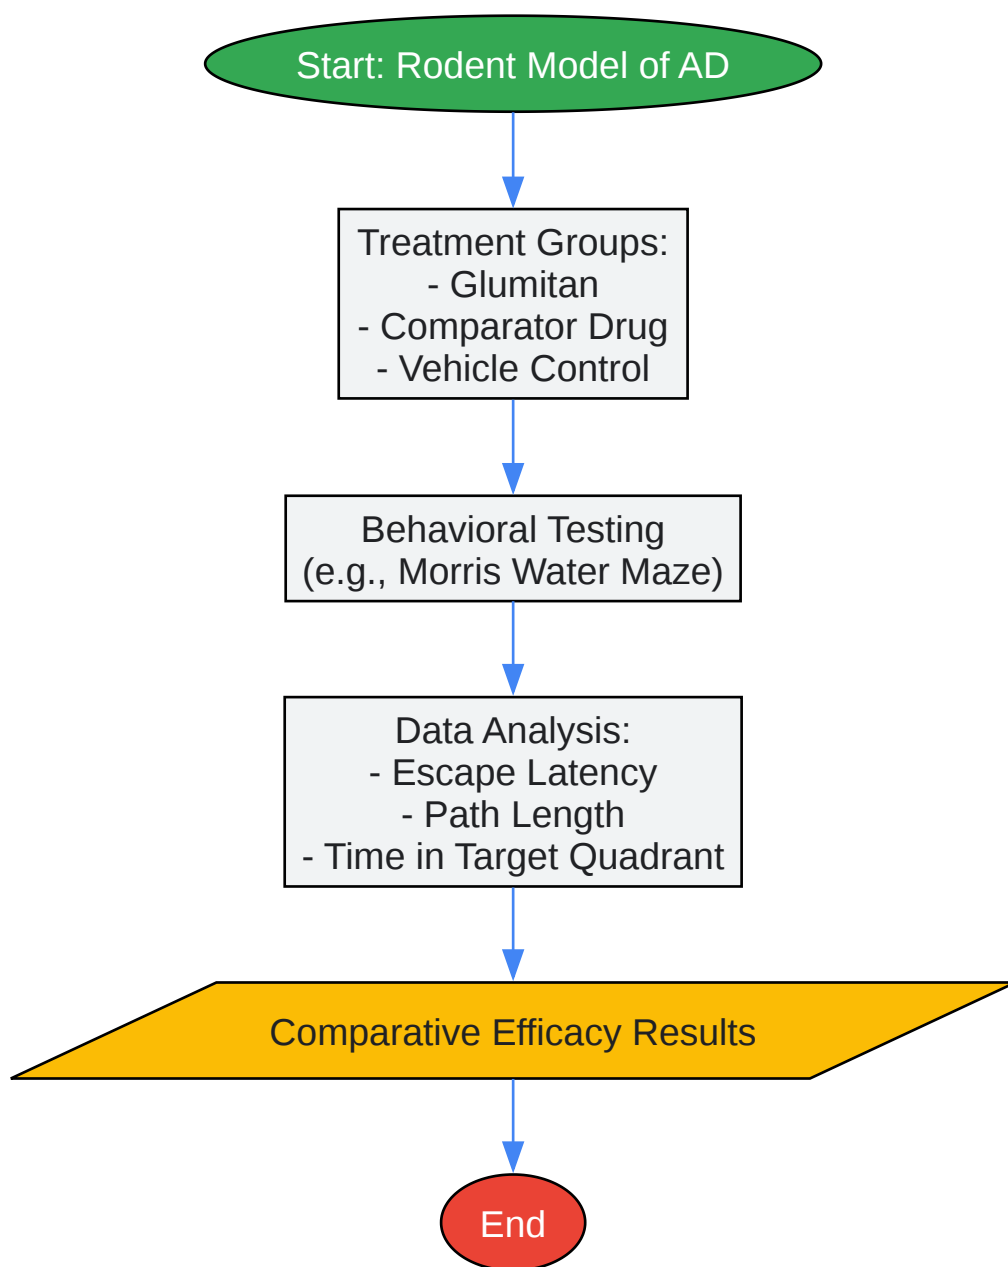 Start: Rodent Model of AD
Treatment Groups:
- Glumitan
- Comparator Drug
- Vehicle Control
Behavioral Testing
(e.g., Morris Water Maze)
Data Analysis:
- Escape Latency
- Path Length
- Time in Target Quadrant
Comparative Efficacy Results
End